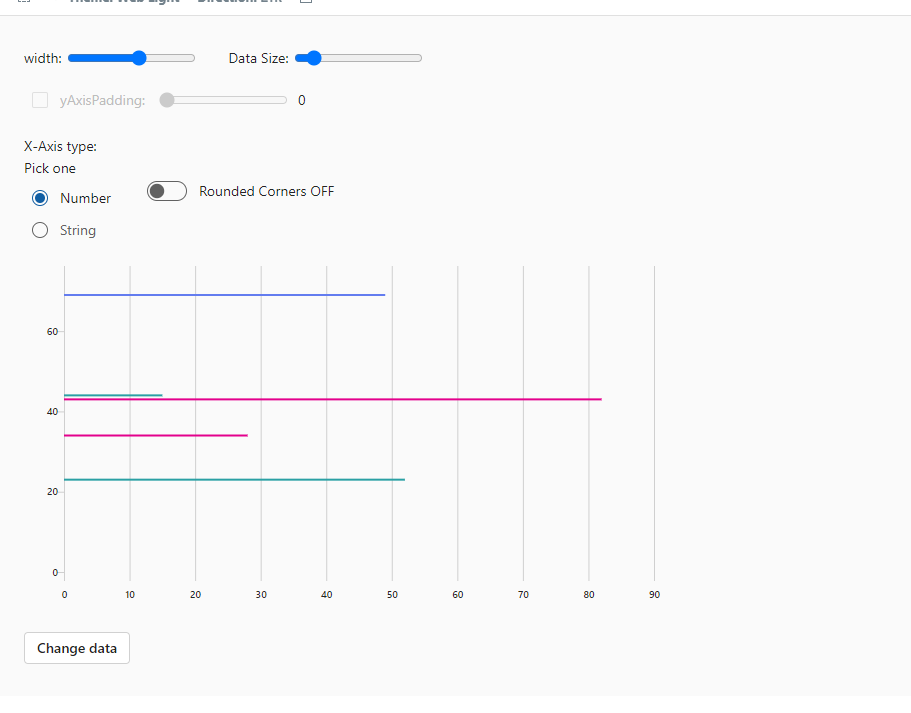 width:
Data Size:
yAxisPadding:
0
X-Axis type:
Pick one
Number
Rounded Corners OFF
String
60
40
20
0
0 10 20 30 40 50 60 70 80 90
Change data